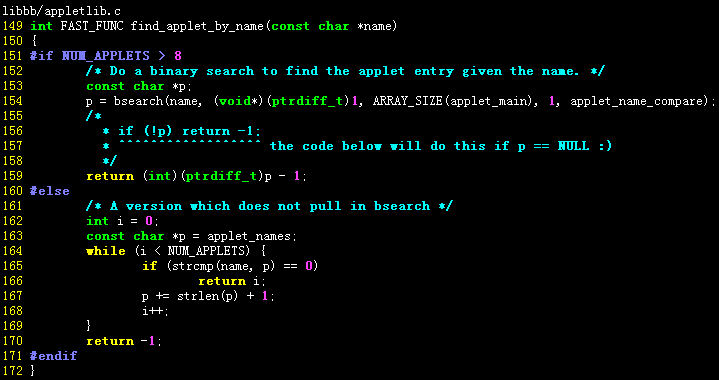 libbb/appletlib.c
149 int FAST_FUNC find_applet_by_name(const char *name)
150 {
151 #if NUM_APPLETS > 8
152         /* Do a binary search to find the applet entry given the name. */
153         const char *p;
154         p = bsearch(name, (void*)(ptrdiff_t)1, ARRAY_SIZE(applet_main), 1, applet_name_compare);
155         /*
156          * if (!p) return -1;
157          * ^^^^^^^^^^^^^^^^^^ the code below will do this if p == NULL :)
158          */
159         return (int)(ptrdiff_t)p - 1;
160 #else
161         /* A version which does not pull in bsearch */
162         int i = 0;
163         const char *p = applet_names;
164         while (i < NUM_APPLETS) {
165                 if (strcmp(name, p) == 0)
166                         return i;
167                 p += strlen(p) + 1;
168                 i++;
169         }
170         return -1;
171 #endif
172 }